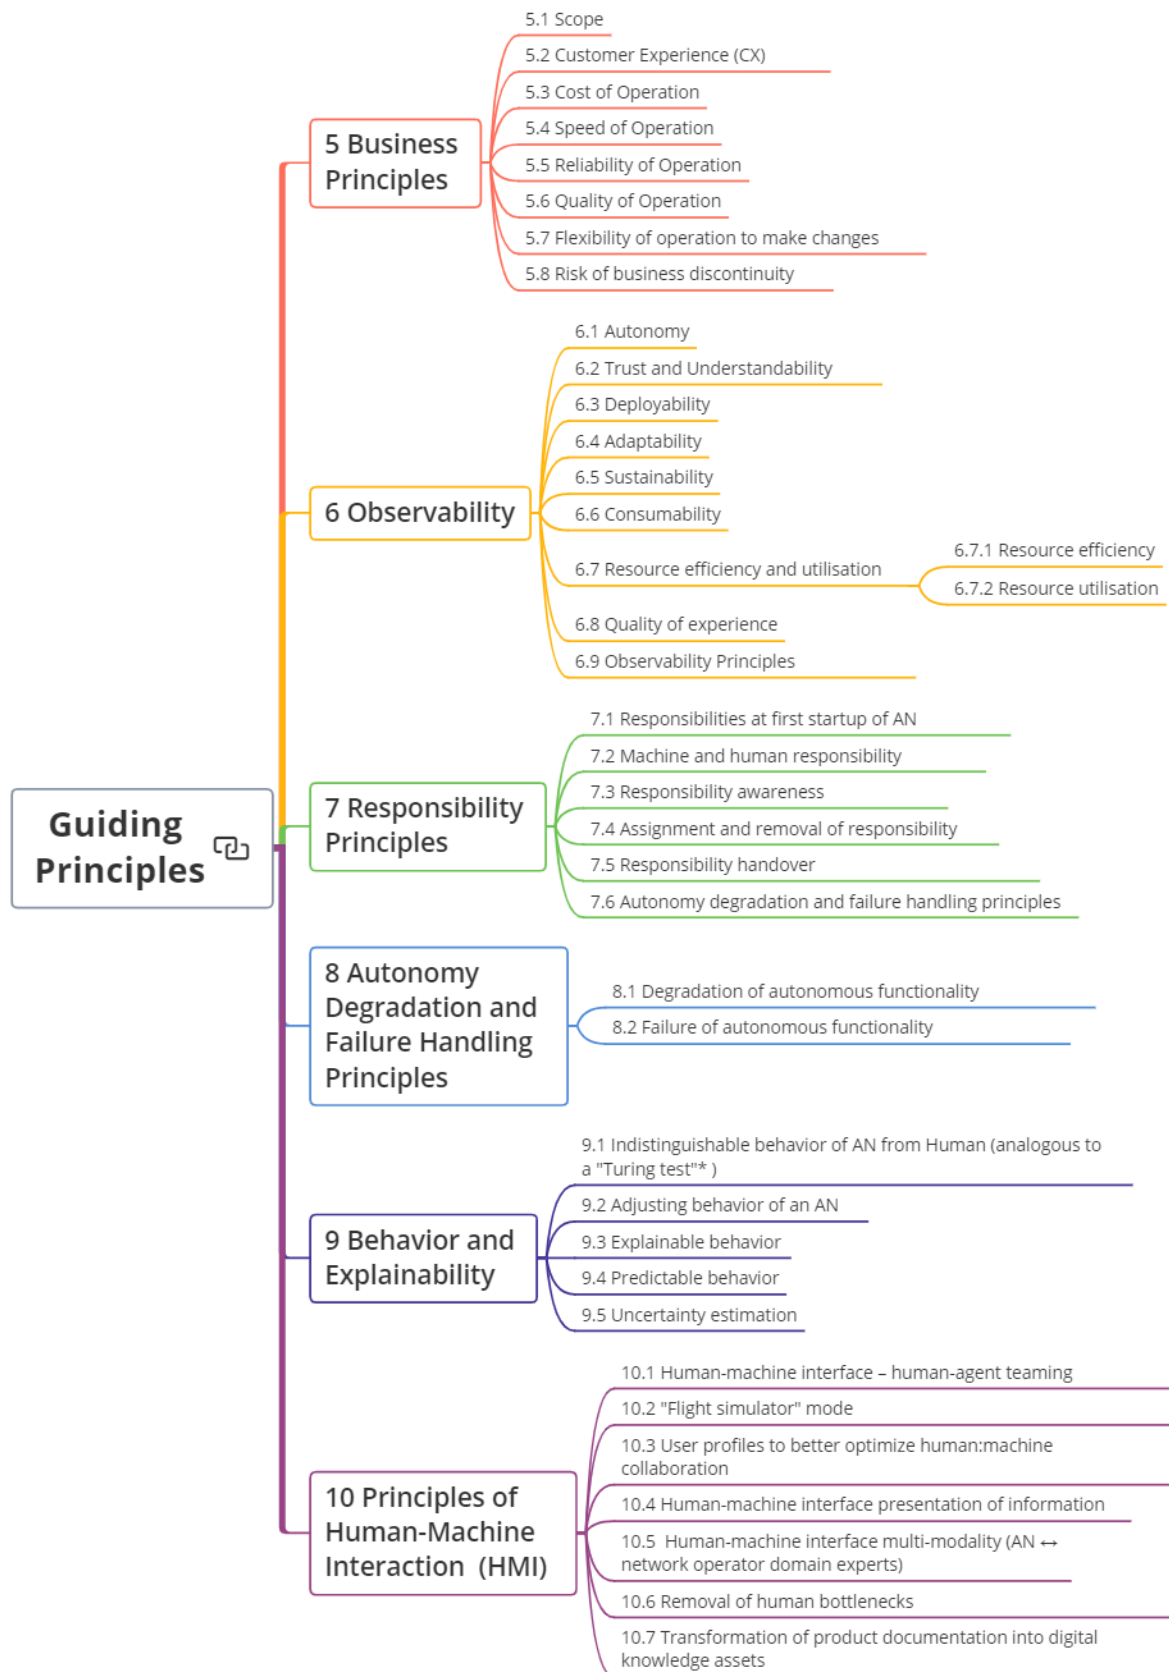 Guiding
Principles
5 Business
Principles
5.1 Scope
5.2 Customer Experience (CX)
5.3 Cost of Operation
5.4 Speed of Operation
5.5 Reliability of Operation
5.6 Quality of Operation
5.7 Flexibility of operation to make changes
5.8 Risk of business discontinuity
6 Observability
6.1 Autonomy
6.2 Trust and Understandability
6.3 Deployability
6.4 Adaptability
6.5 Sustainability
6.6 Consumability
6.7 Resource efficiency and utilisation
6.7.1 Resource efficiency
6.7.2 Resource utilisation
6.8 Quality of experience
6.9 Observability Principles
7 Responsibility
Principles
7.1 Responsibilities at first startup of AN
7.2 Machine and human responsibility
7.3 Responsibility awareness
7.4 Assignment and removal of responsibility
7.5 Responsibility handover
7.6 Autonomy degradation and failure handling principles
8 Autonomy
Degradation and
Failure Handling
Principles
8.1 Degradation of autonomous functionality
8.2 Failure of autonomous functionality
9 Behavior and
Explainability
9.1 Indistinguishable behavior of AN from Human (analogous to
a "Turing test"* )
9.2 Adjusting behavior of an AN
9.3 Explainable behavior
9.4 Predictable behavior
9.5 Uncertainty estimation
10 Principles of
Human-Machine
Interaction (HMI)
10.1 Human-machine interface – human-agent teaming
10.2 "Flight simulator" mode
10.3 User profiles to better optimize human:machine
collaboration
10.4 Human-machine interface presentation of information
10.5 Human-machine interface multi-modality (AN ↔
network operator domain experts)
10.6 Removal of human bottlenecks
10.7 Transformation of product documentation into digital
knowledge assets